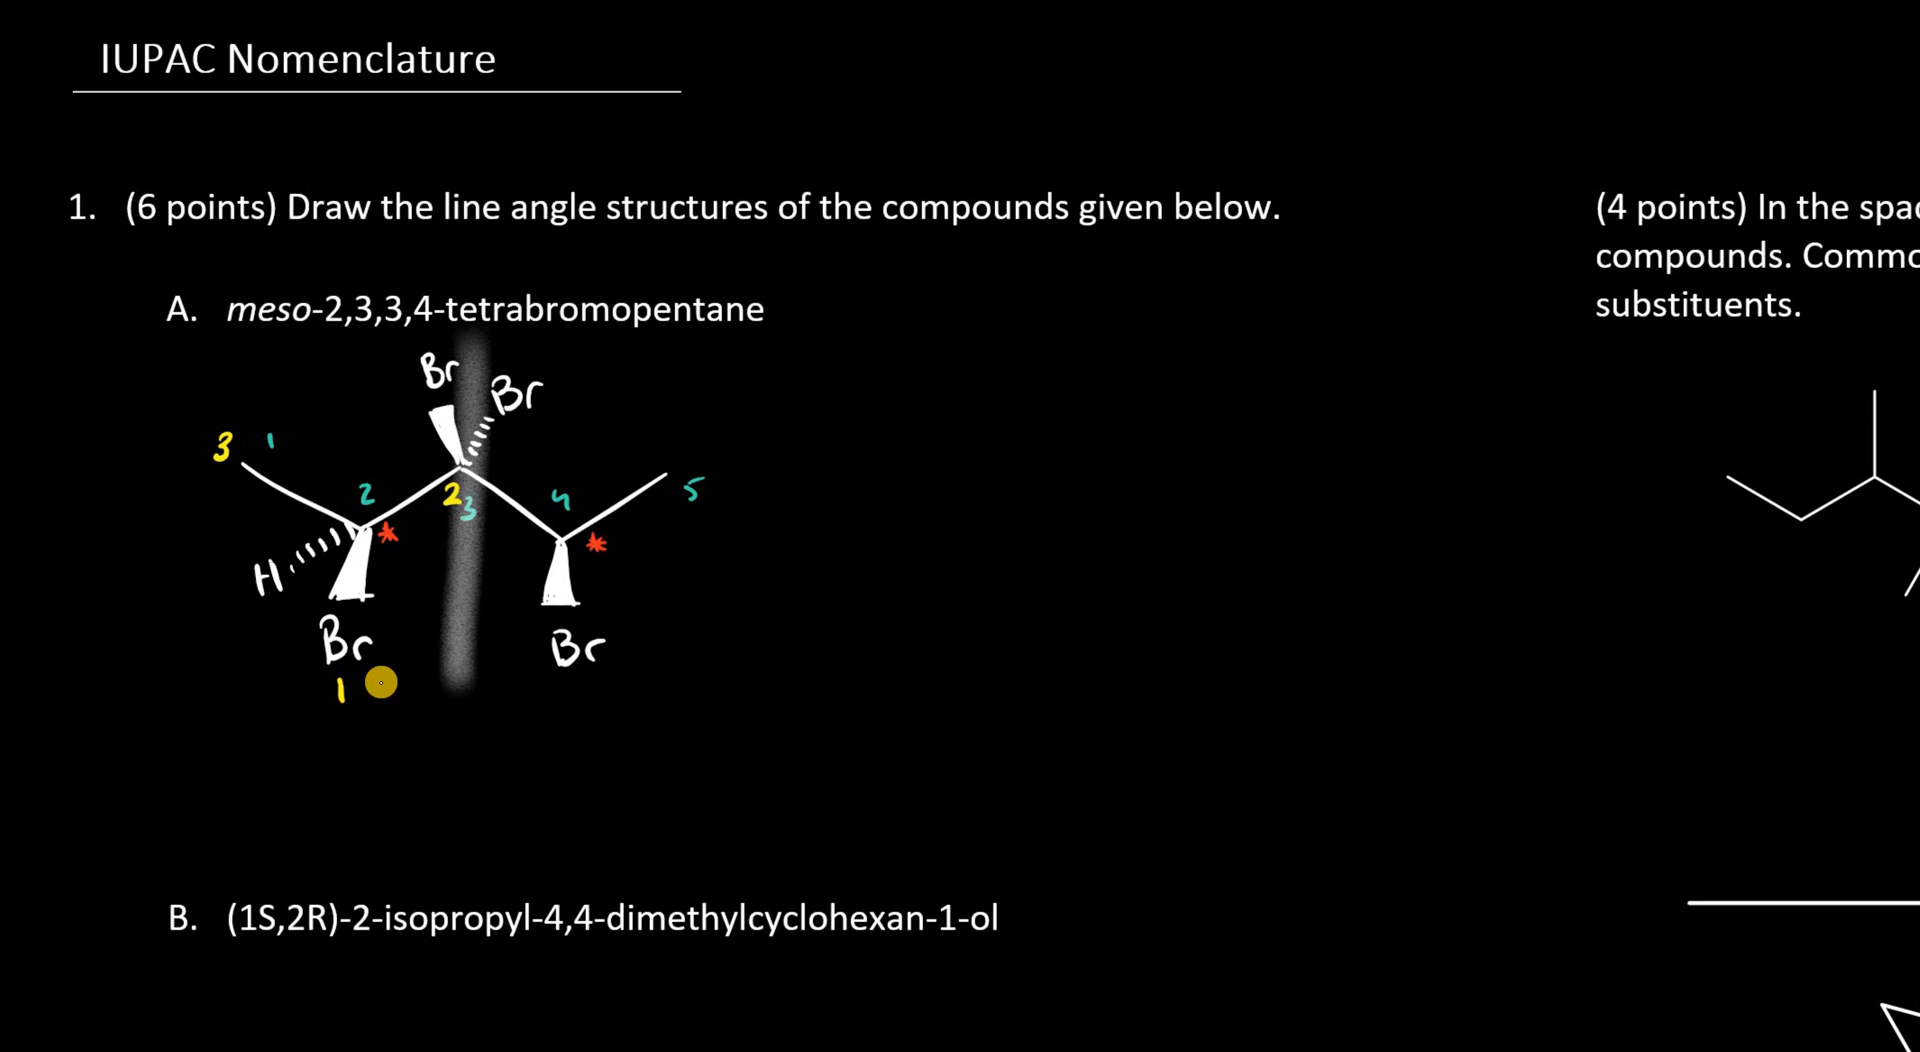 IUPAC Nomenclature
1. (6 points) Draw the line angle structures of the compounds given below.
A. meso-2,3,3,4-tetrabromopentane
Br Br
3 1
2 2 3 4 5
* *
H
Br Br
1
B. (1S,2R)-2-isopropyl-4,4-dimethylcyclohexan-1-ol
(4 points) In the spac
compounds. Commo
substituents.